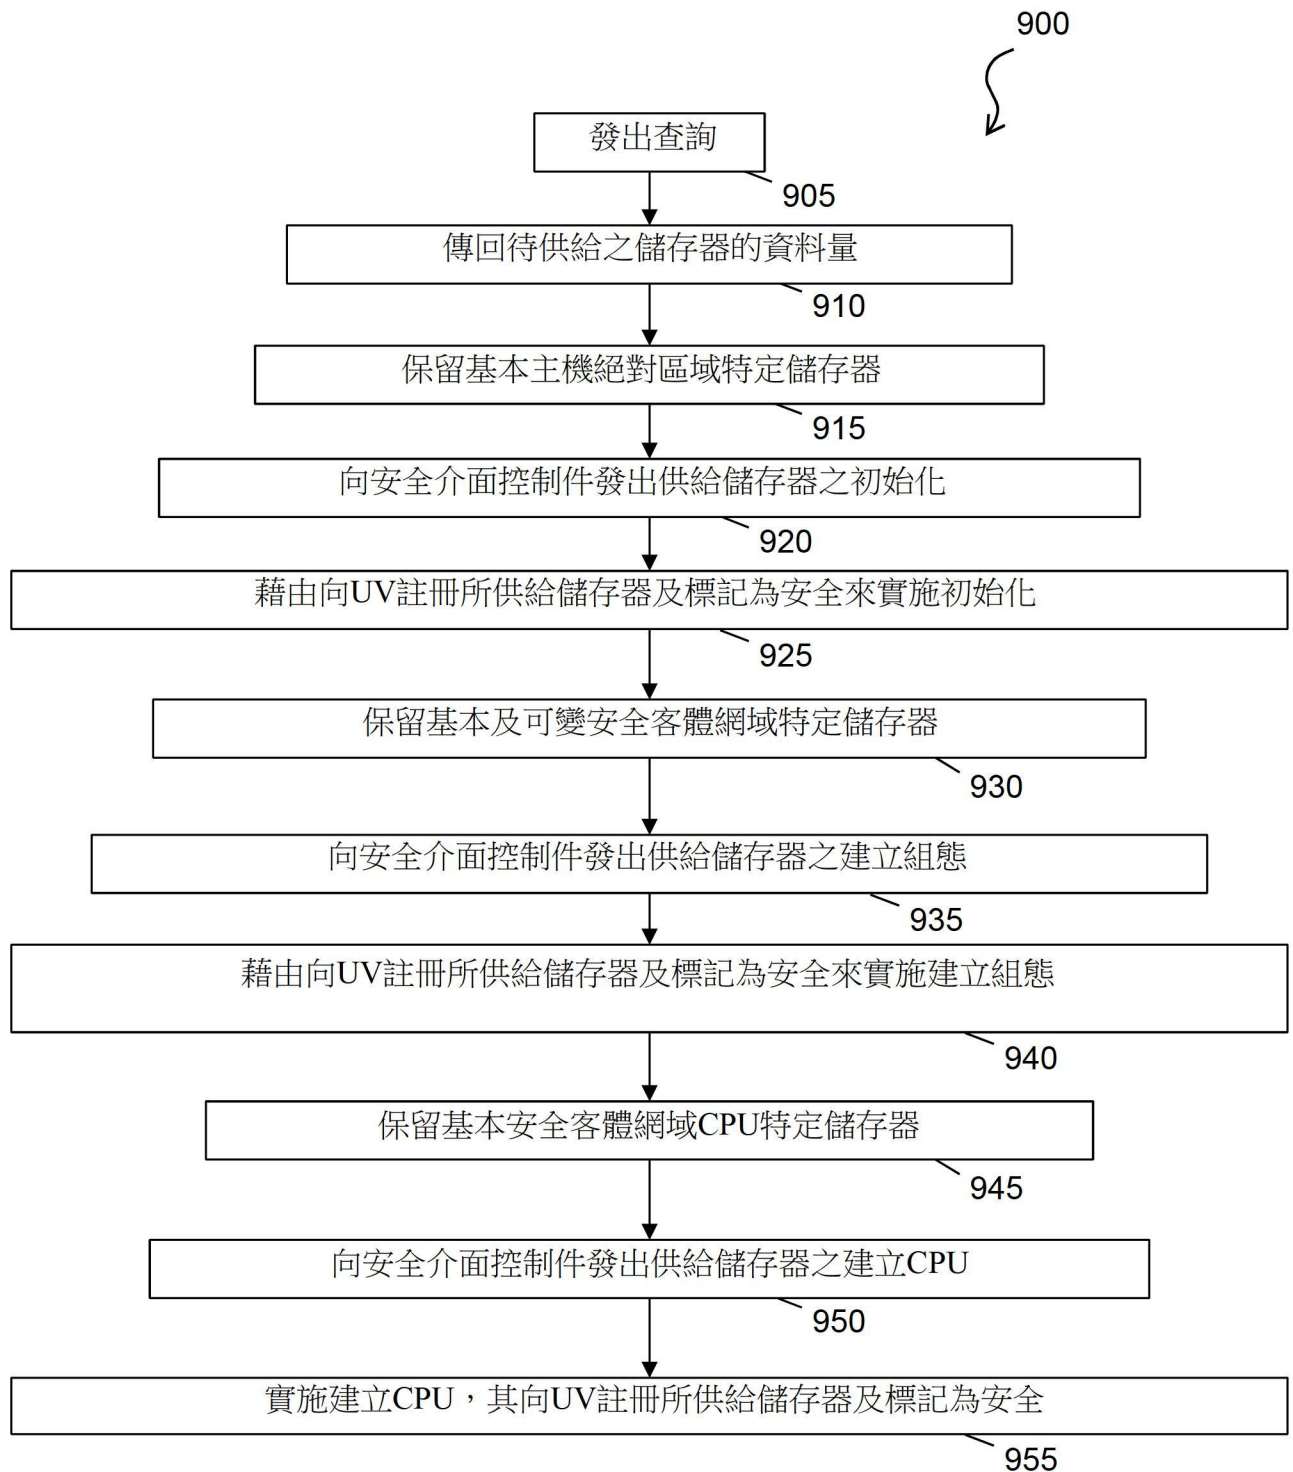 900
發出查詢
905
傳回待供給之儲存器的資料量
910
保留基本主機絕對區域特定儲存器
915
向安全介面控制件發出供給儲存器之初始化
920
藉由向UV註冊所供給儲存器及標記為安全來實施初始化
925
保留基本及可變安全客體網域特定儲存器
930
向安全介面控制件發出供給儲存器之建立組態
935
藉由向UV註冊所供給儲存器及標記為安全來實施建立組態
940
保留基本安全客體網域CPU特定儲存器
945
向安全介面控制件發出供給儲存器之建立CPU
950
實施建立CPU，其向UV註冊所供給儲存器及標記為安全
955